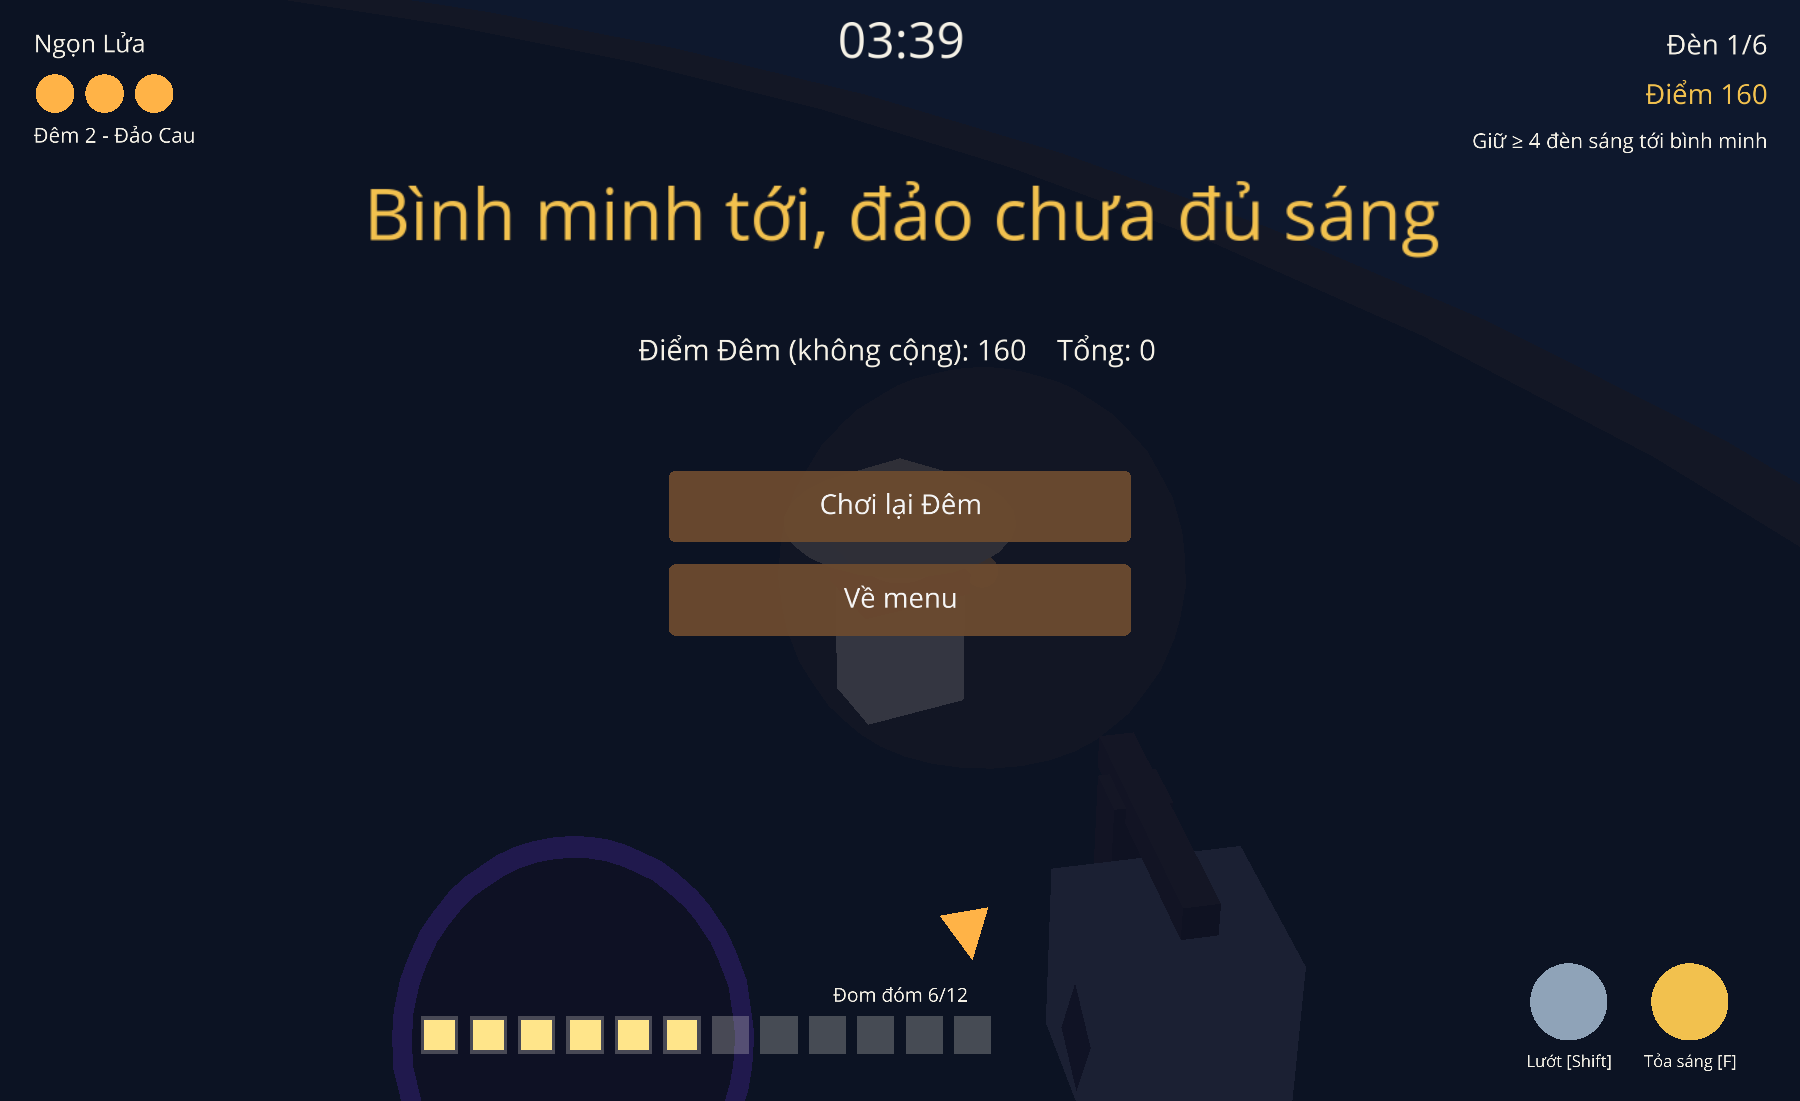 Ngọn Lửa
03:39
Đèn 1/6
Điểm 160
Đêm 2 - Đảo Cau
Giữ ≥ 4 đèn sáng tới bình minh
Bình minh tới, đảo chưa đủ sáng
Điểm Đêm (không cộng): 160 Tổng: 0
Chơi lại Đêm
Về menu
Đom đóm 6/12
Lướt [Shift]
Tỏa sáng [F]